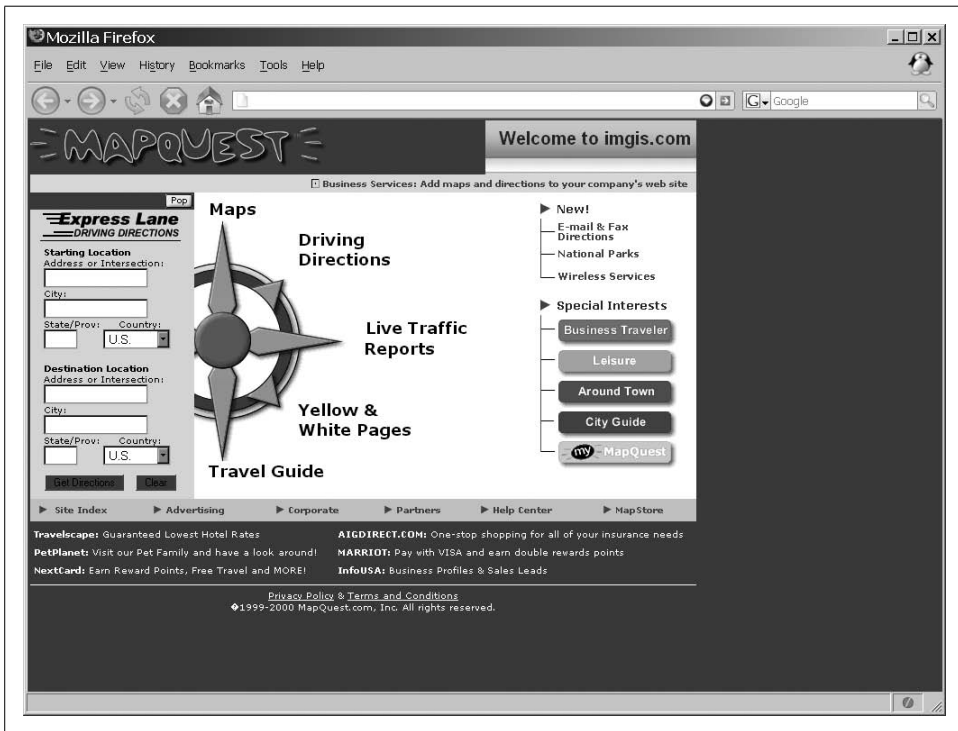 Mozilla Firefox
File Edit View History Bookmarks Tools Help
G Google
MAPQUEST
Welcome to imgis.com
Business Services: Add maps and directions to your company's web site
Pop
Express Lane
DRIVING DIRECTIONS
Starting Location
Address or Intersection:
City:
State/Prov: Country:
U.S.
Destination Location
Address or Intersection:
City:
State/Prov: Country:
U.S.
Get Directions Clear
Maps
Driving
Directions
Live Traffic
Reports
Yellow &
White Pages
Travel Guide
New!
E-mail & Fax
Directions
National Parks
Wireless Services
Special Interests
Business Traveler
Leisure
Around Town
City Guide
my MapQuest
Site Index Advertising Corporate Partners Help Center MapStore
Travelscape: Guaranteed Lowest Hotel Rates
AIGDIRECT.COM: One-stop shopping for all of your insurance needs
PetPlanet: Visit our Pet Family and have a look around!
MARRIOT: Pay with VISA and earn double rewards points
NextCard: Earn Reward Points, Free Travel and MORE!
InfoUSA: Business Profiles & Sales Leads
Privacy Policy & Terms and Conditions
�1999-2000 MapQuest.com, Inc. All rights reserved.